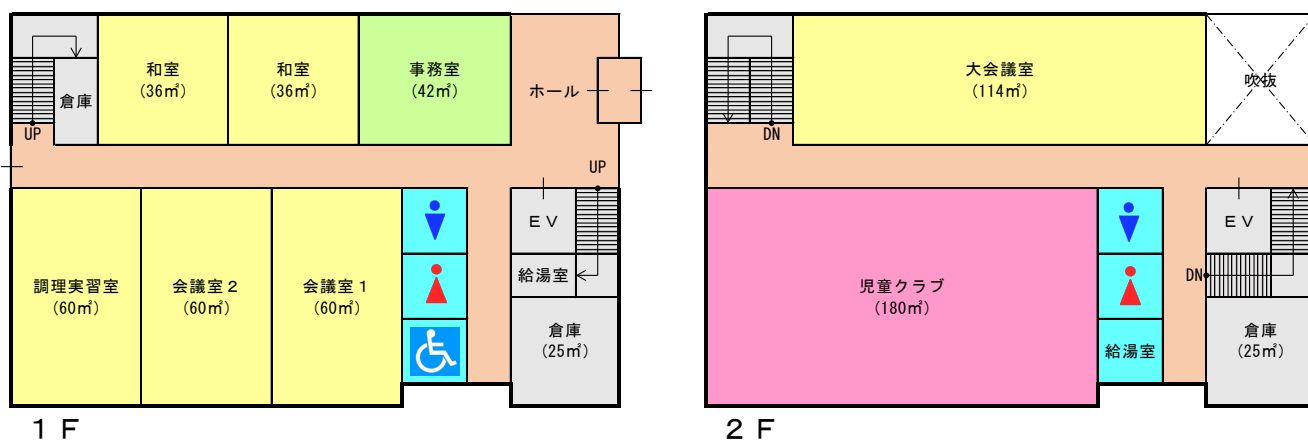 和室
(36㎡)
和室
(36㎡)
事務室
(42㎡)
ホール
倉庫
UP
UP
EV
給湯室
調理実習室
(60㎡)
会議室2
(60㎡)
会議室1
(60㎡)
倉庫
(25㎡)
1F
大会議室
(114㎡)
吹抜
DN
EV
DN
児童クラブ
(180㎡)
給湯室
倉庫
(25㎡)
2F